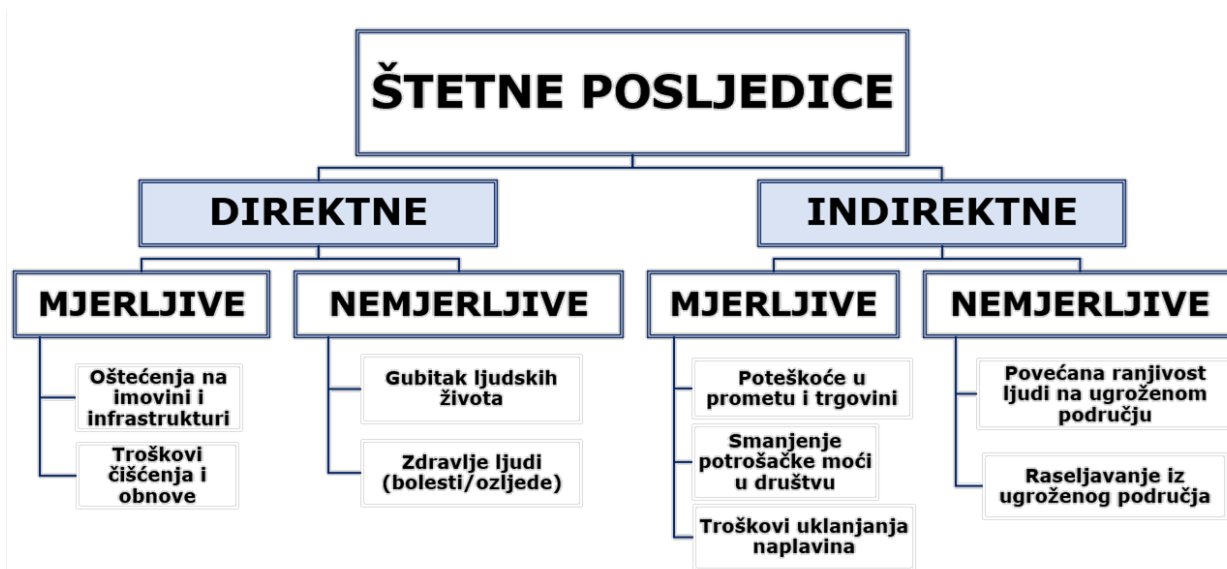 ŠTETNE POSLJEDICE
DIREKTNE
INDIREKTNE
MJERLJIVE
NEMJERLJIVE
MJERLJIVE
NEMJERLJIVE
Oštećenja na
imovini i
infrastrukturi
Troškovi
čišćenja i
obnove
Gubitak ljudskih
života
Zdravlje ljudi
(bolesti/ozljede)
Poteškoće u
prometu i trgovini
Smanjenje
potrošačke moći
u društvu
Troškovi uklanjanja
naplavina
Povećana ranjivost
ljudi na ugroženom
području
Raseljavanje iz
ugroženog područja